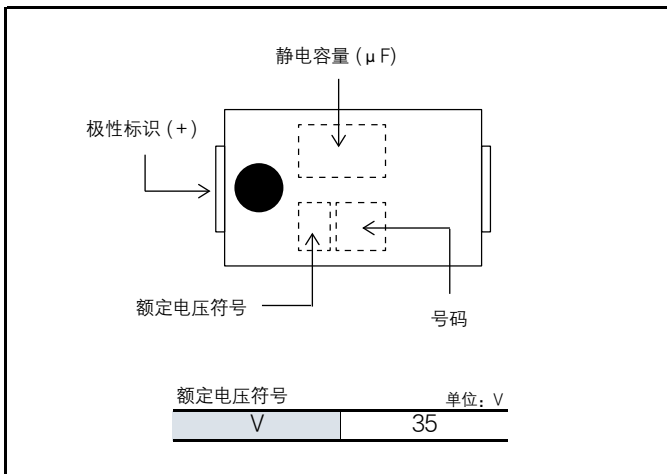 静电容量 (μF)
极性标识 (+)
额定电压符号
号码
额定电压符号
单位: V
V 35